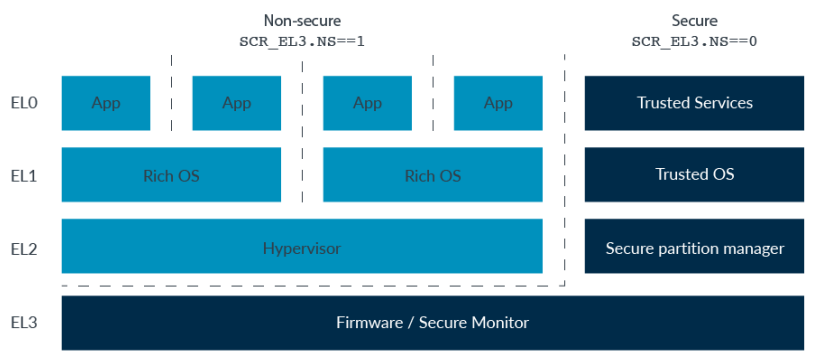 Non-secure
SCR_EL3.NS==1
Secure
SCR_EL3.NS==0
EL0 App App App App Trusted Services
EL1 Rich OS Rich OS Trusted OS
EL2 Hypervisor Secure partition manager
EL3 Firmware / Secure Monitor